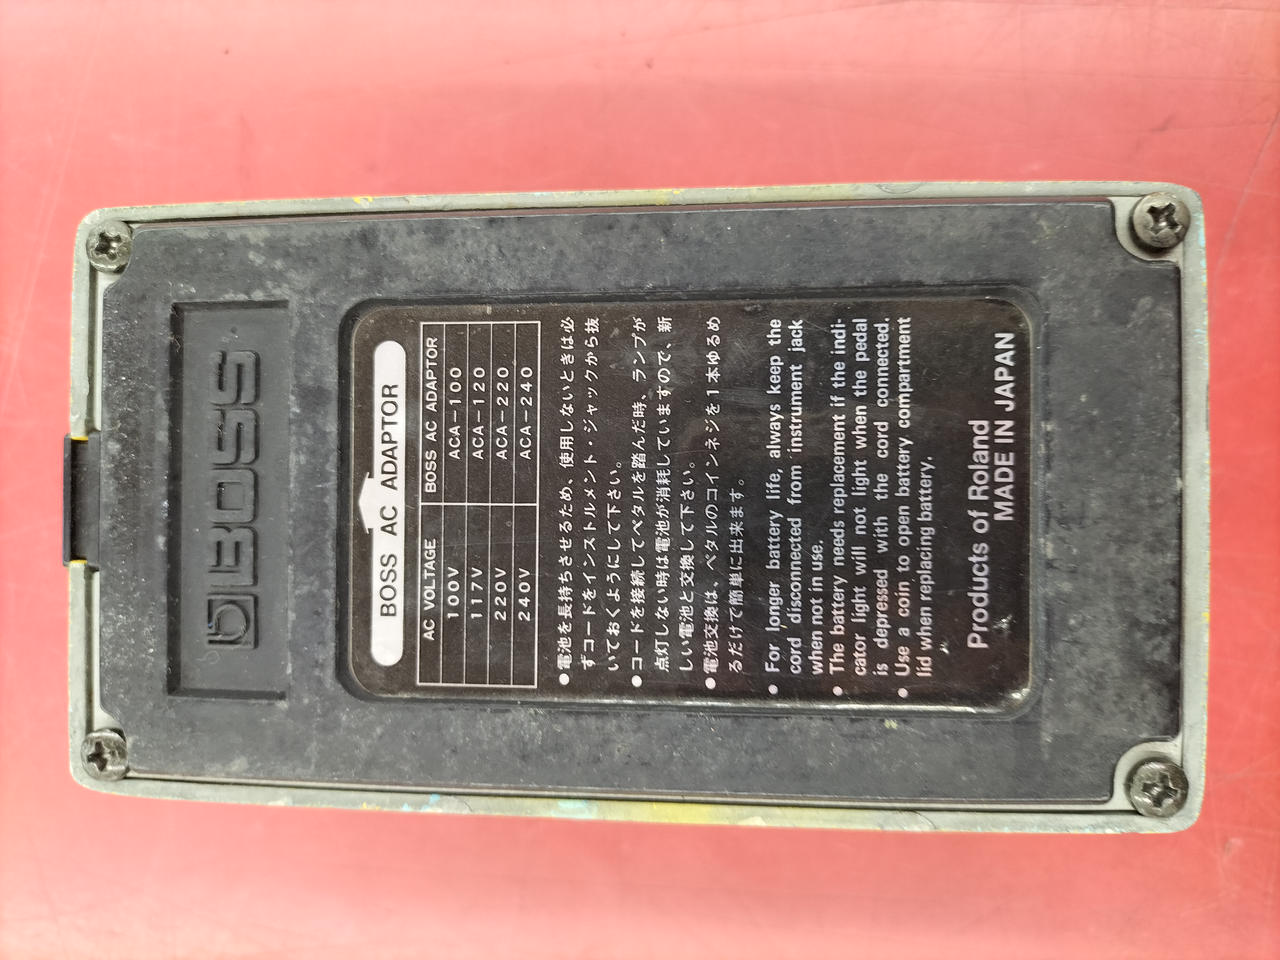 BOSS
BOSS AC ADAPTOR
AC VOLTAGE BOSS AC ADAPTOR
100V ACA-100
117V ACA-120
220V ACA-220
240V ACA-240
●電池を長持ちさせるため、使用しないときは必
ずコードをインストルメント・ジャックから抜
いておくようにして下さい。
●コードを接続してペタルを踏んだ時、ランプが
点灯しない時は電池が消耗していますので、新
しい電池と交換して下さい。
●電池交換は、ペタルのコインネジを1本ゆるめ
るだけで簡単に出来ます。
● For longer battery life, always keep the
cord disconnected from instrument jack
when not in use.
● The battery needs replacement if the indi-
cator light will not light when the pedal
is depressed with the cord connected.
● Use a coin to open battery compartment
lid when replacing battery.
Products of Roland
MADE IN JAPAN